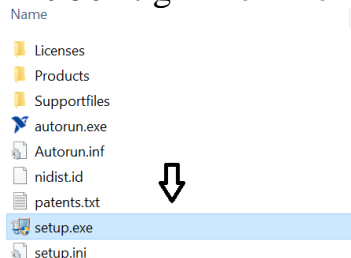 Name
Licenses
Products
Supportfiles
autorun.exe
Autorun.inf
nidist.id
patents.txt
setup.exe
setup.ini